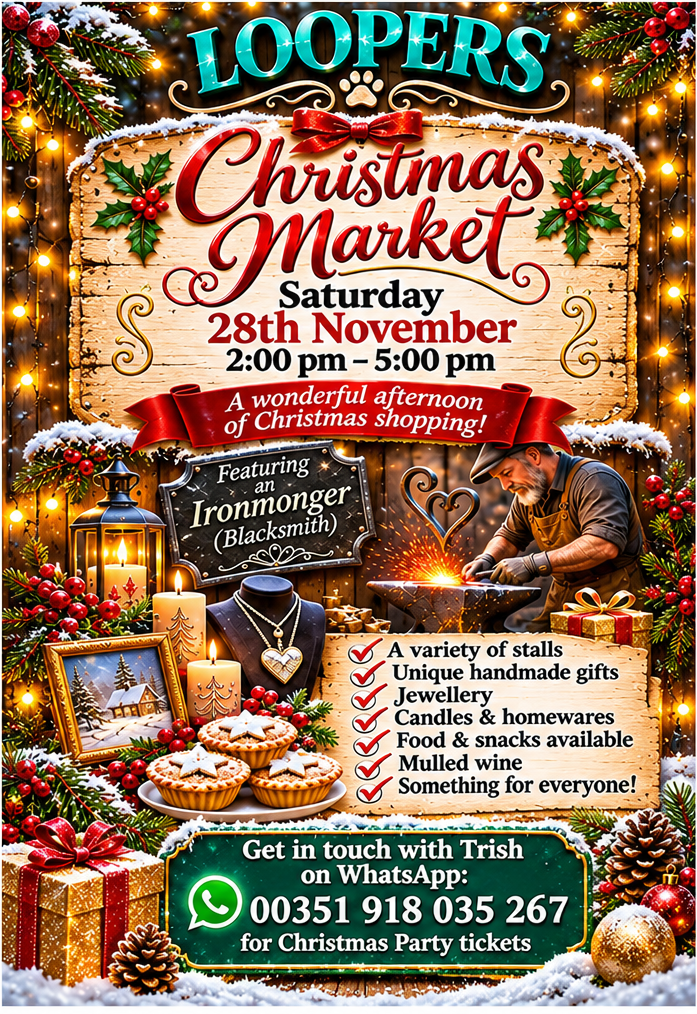 LOOPERS
Christmas
Market
Saturday
28th November
2:00 pm – 5:00 pm
A wonderful afternoon
of Christmas shopping!
Featuring
an
Ironmonger
(Blacksmith)
A variety of stalls
Unique handmade gifts
Jewellery
Candles & homewares
Food & snacks available
Mulled wine
Something for everyone!
Get in touch with Trish
on WhatsApp:
00351 918 035 267
for Christmas Party tickets